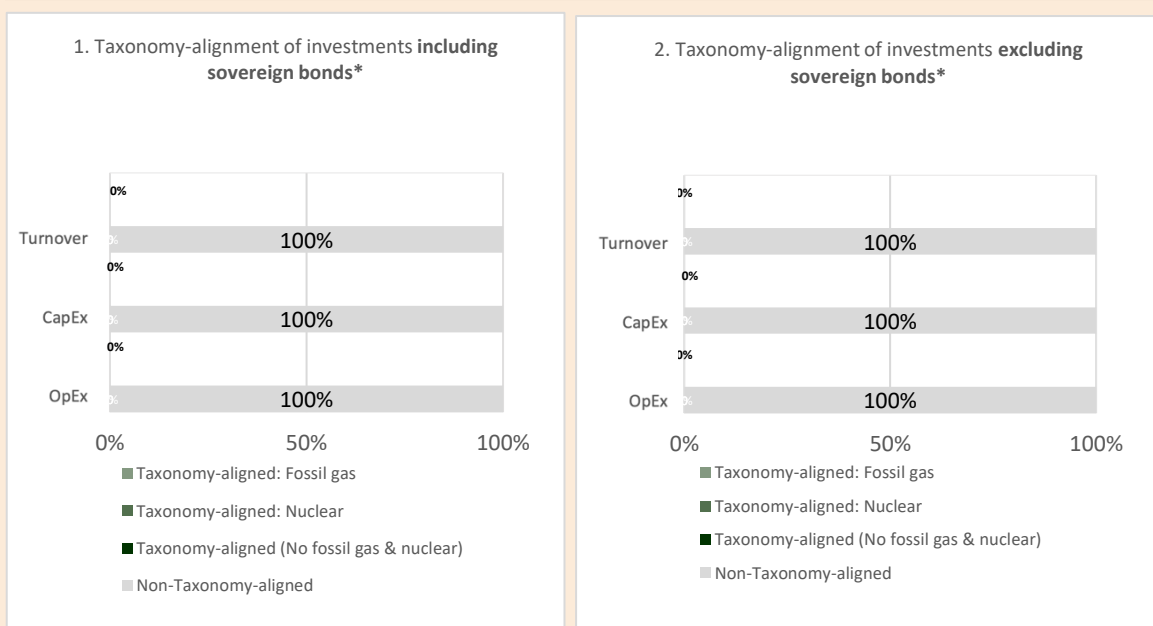 1. Taxonomy-alignment of investments including
sovereign bonds*
0%
Turnover
100%
0%
CapEx
100%
0%
OpEx
100%
0% 50% 100%
Taxonomy-aligned: Fossil gas
Taxonomy-aligned: Nuclear
Taxonomy-aligned (No fossil gas & nuclear)
Non-Taxonomy-aligned
2. Taxonomy-alignment of investments excluding
sovereign bonds*
0%
Turnover
100%
0%
CapEx
100%
0%
OpEx
100%
0% 50% 100%
Taxonomy-aligned: Fossil gas
Taxonomy-aligned: Nuclear
Taxonomy-aligned (No fossil gas & nuclear)
Non-Taxonomy-aligned